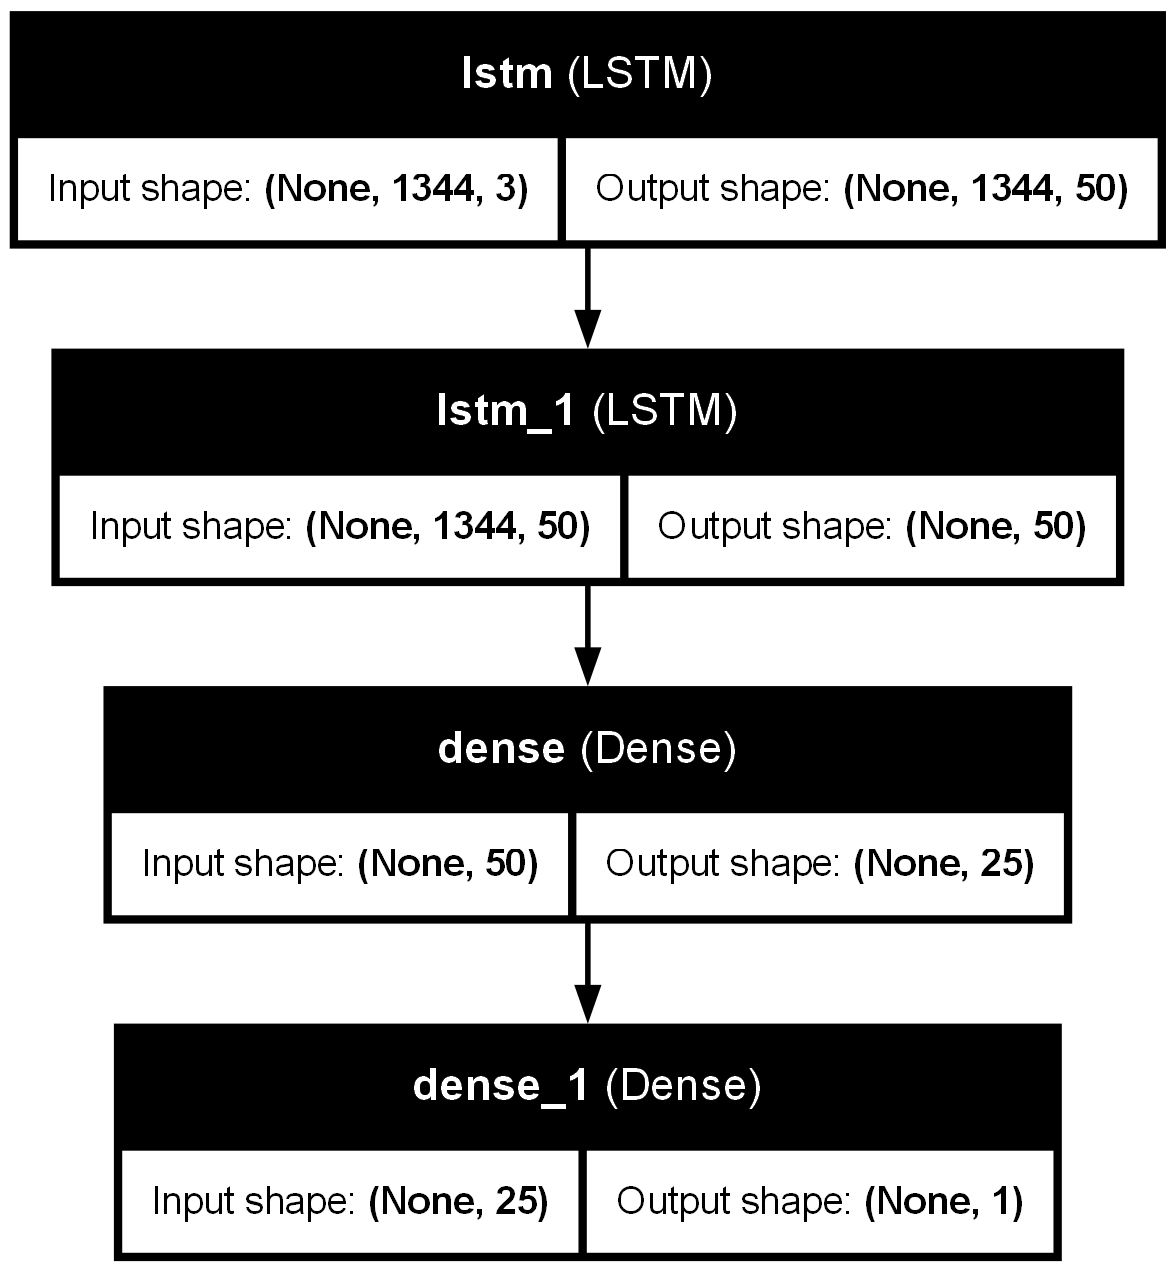 lstm (LSTM)
Input shape: (None, 1344, 3) Output shape: (None, 1344, 50)
lstm_1 (LSTM)
Input shape: (None, 1344, 50) Output shape: (None, 50)
dense (Dense)
Input shape: (None, 50) Output shape: (None, 25)
dense_1 (Dense)
Input shape: (None, 25) Output shape: (None, 1)